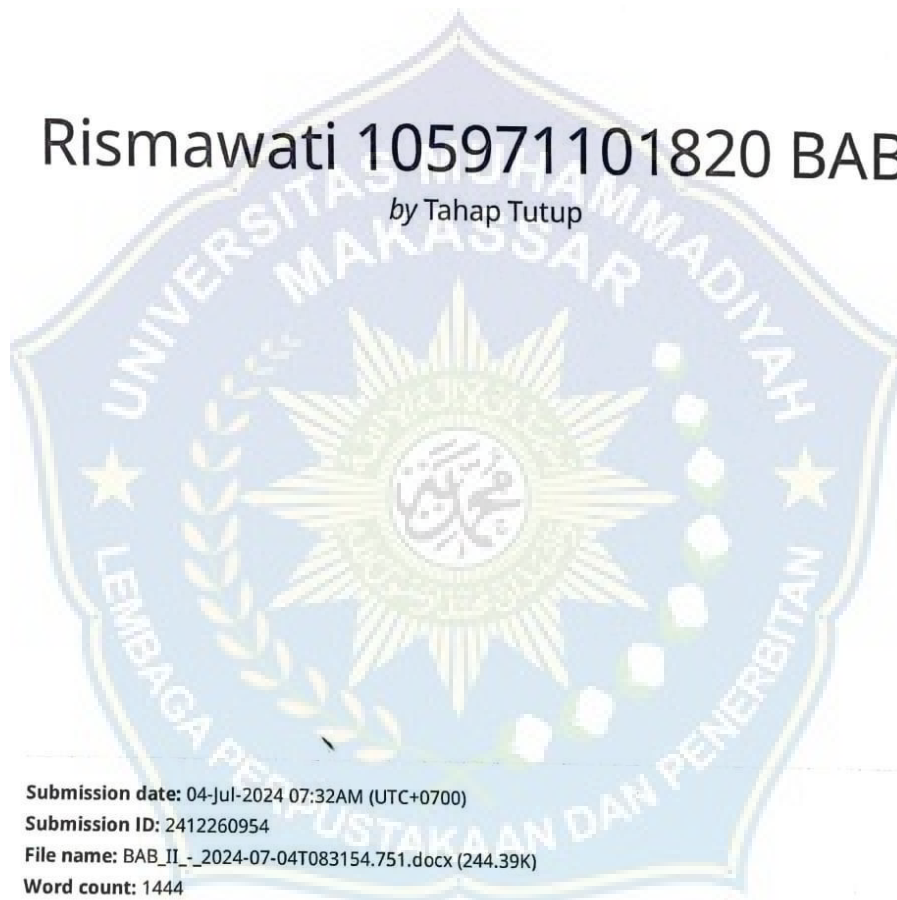 Rismawati 105971101820 BAB
by Tahap Tutup
UNIVERSITAS MUHAMMADIYAH
MAKASSAR
محمد
LEMBAGA PERPUSTAKAAN DAN PENERBITAN
Submission date: 04-Jul-2024 07:32AM (UTC+0700)
Submission ID: 2412260954
File name: BAB_II_-_2024-07-04T083154.751.docx (244.39K)
Word count: 1444